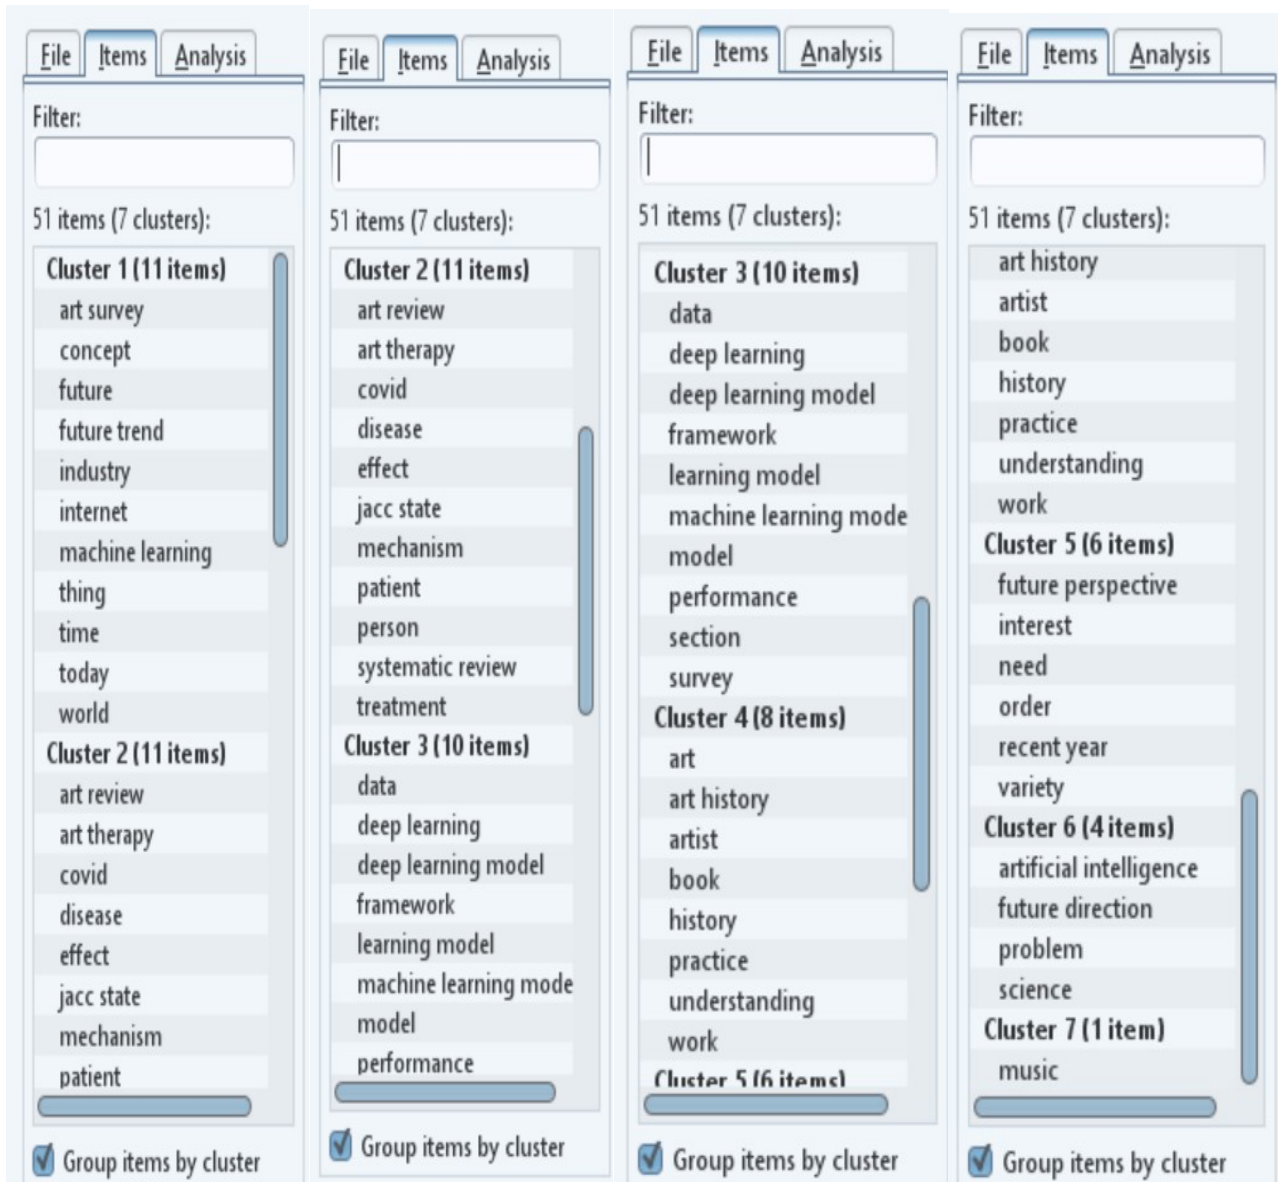 File Items Analysis
Filter:
51 items (7 clusters):
Cluster 1 (11 items)
art survey
concept
future
future trend
industry
internet
machine learning
thing
time
today
world
Cluster 2 (11 items)
art review
art therapy
covid
disease
effect
jacc state
mechanism
patient
Group items by cluster
File Items Analysis
Filter:
51 items (7 clusters):
Cluster 2 (11 items)
art review
art therapy
covid
disease
effect
jacc state
mechanism
patient
person
systematic review
treatment
Cluster 3 (10 items)
data
deep learning
deep learning model
framework
learning model
machine learning mode
model
performance
Group items by cluster
File Items Analysis
Filter:
51 items (7 clusters):
Cluster 3 (10 items)
data
deep learning
deep learning model
framework
learning model
machine learning mode
model
performance
section
survey
Cluster 4 (8 items)
art
art history
artist
book
history
practice
understanding
work
Cluster 5 (6 items)
Group items by cluster
File Items Analysis
Filter:
51 items (7 clusters):
art history
artist
book
history
practice
understanding
work
Cluster 5 (6 items)
future perspective
interest
need
order
recent year
variety
Cluster 6 (4 items)
artificial intelligence
future direction
problem
science
Cluster 7 (1 item)
music
Group items by cluster